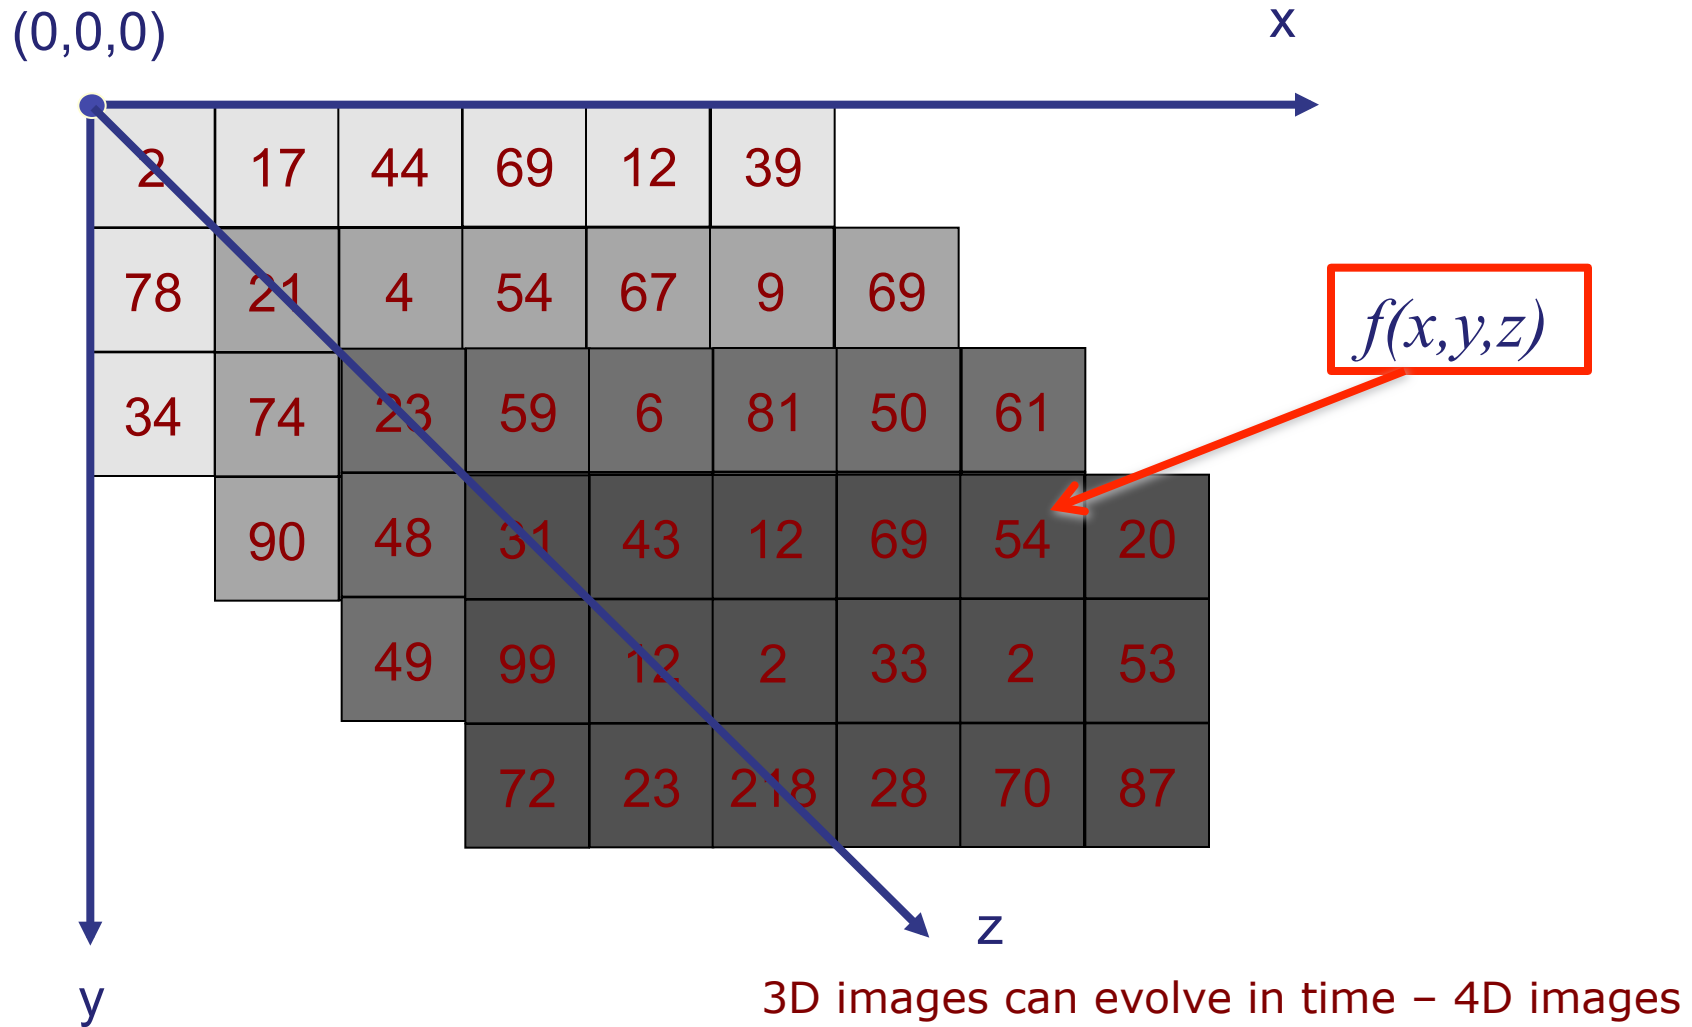 (0,0,0)
x
2 17 44 69 12 39
78 21 4 54 67 9 69
f(x,y,z)
34 74 23 59 6 81 50 61
90 48 31 43 12 69 54 20
49 99 12 2 33 2 53
72 23 218 28 70 87
z
y
3D images can evolve in time – 4D images